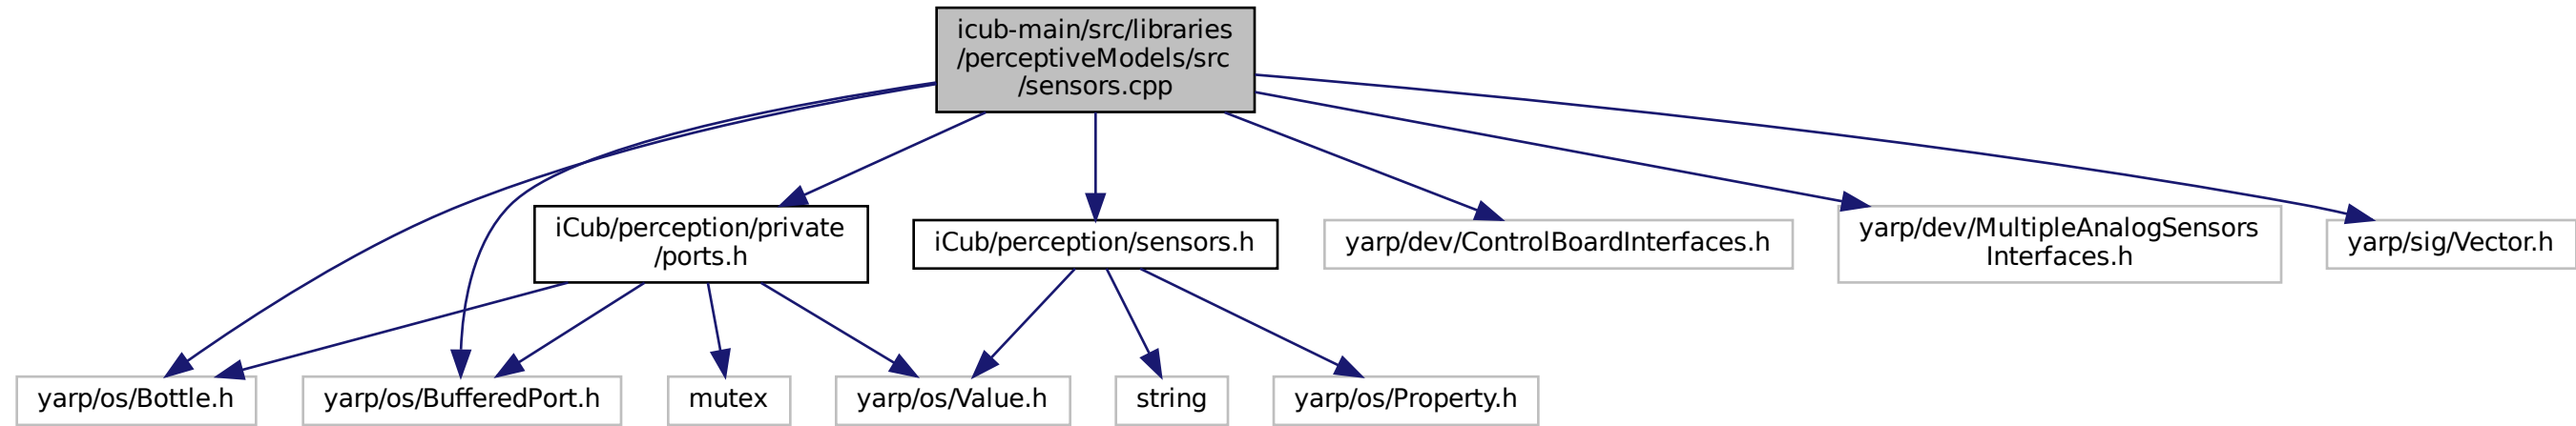 icub-main/src/libraries
/perceptiveModels/src
/sensors.cpp
iCub/perception/private
/ports.h
iCub/perception/sensors.h
yarp/dev/ControlBoardInterfaces.h
yarp/dev/MultipleAnalogSensors
Interfaces.h
yarp/sig/Vector.h
yarp/os/Bottle.h
yarp/os/BufferedPort.h
mutex
yarp/os/Value.h
string
yarp/os/Property.h